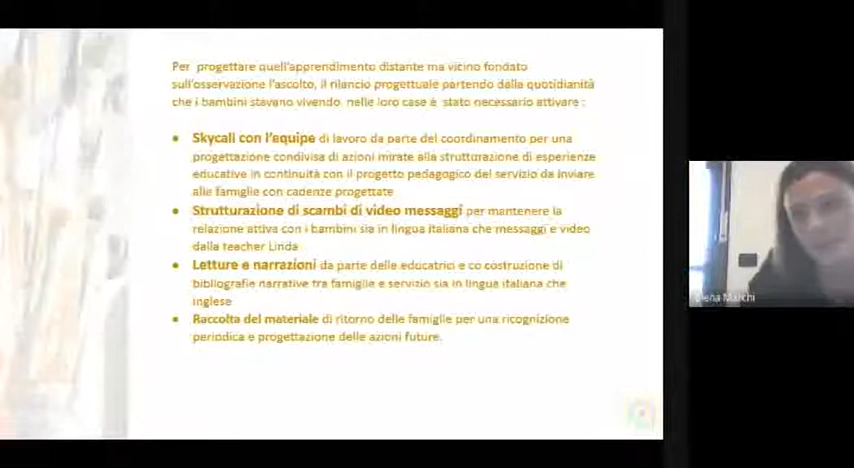 Per progettare quell'apprendimento distante ma vicino fondato
sull'osservazione l'ascolto, il rilancio progettuale partendo dalla quotidianità
che i bambini stavano vivendo nelle loro case è stato necessario attivare :
• Skycall con l'equipe di lavoro da parte del coordinamento per una
progettazione condivisa di azioni mirate alla strutturazione di esperienze
educative in continuità con il progetto pedagogico del servizio da inviare
alle famiglie con cadenze progettate
• Strutturazione di scambi di video messaggi per mantenere la
relazione attiva con i bambini sia in lingua italiana che messaggi e video
dalla teacher Linda
• Letture e narrazioni da parte delle educatrici e co costruzione di
bibliografie narrative tra famiglie e servizio sia in lingua italiana che
inglese
• Raccolta del materiale di ritorno delle famiglie per una ricognizione
periodica e progettazione delle azioni future.
Elena Marchi